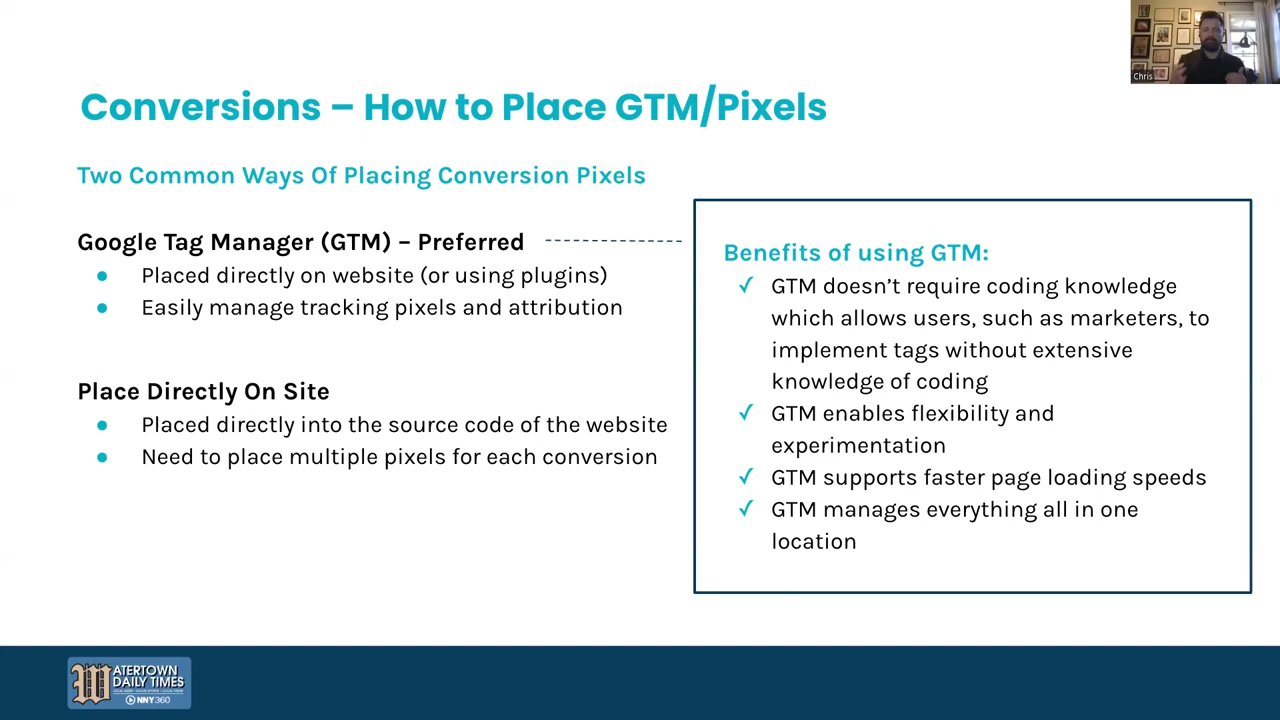 Chris
Conversions – How to Place GTM/Pixels
Two Common Ways Of Placing Conversion Pixels
Google Tag Manager (GTM) – Preferred
● Placed directly on website (or using plugins)
● Easily manage tracking pixels and attribution
Place Directly On Site
● Placed directly into the source code of the website
● Need to place multiple pixels for each conversion
Benefits of using GTM:
✓ GTM doesn’t require coding knowledge
which allows users, such as marketers, to
implement tags without extensive
knowledge of coding
✓ GTM enables flexibility and
experimentation
✓ GTM supports faster page loading speeds
✓ GTM manages everything all in one
location
WATERTOWN
DAILY TIMES
NNY360